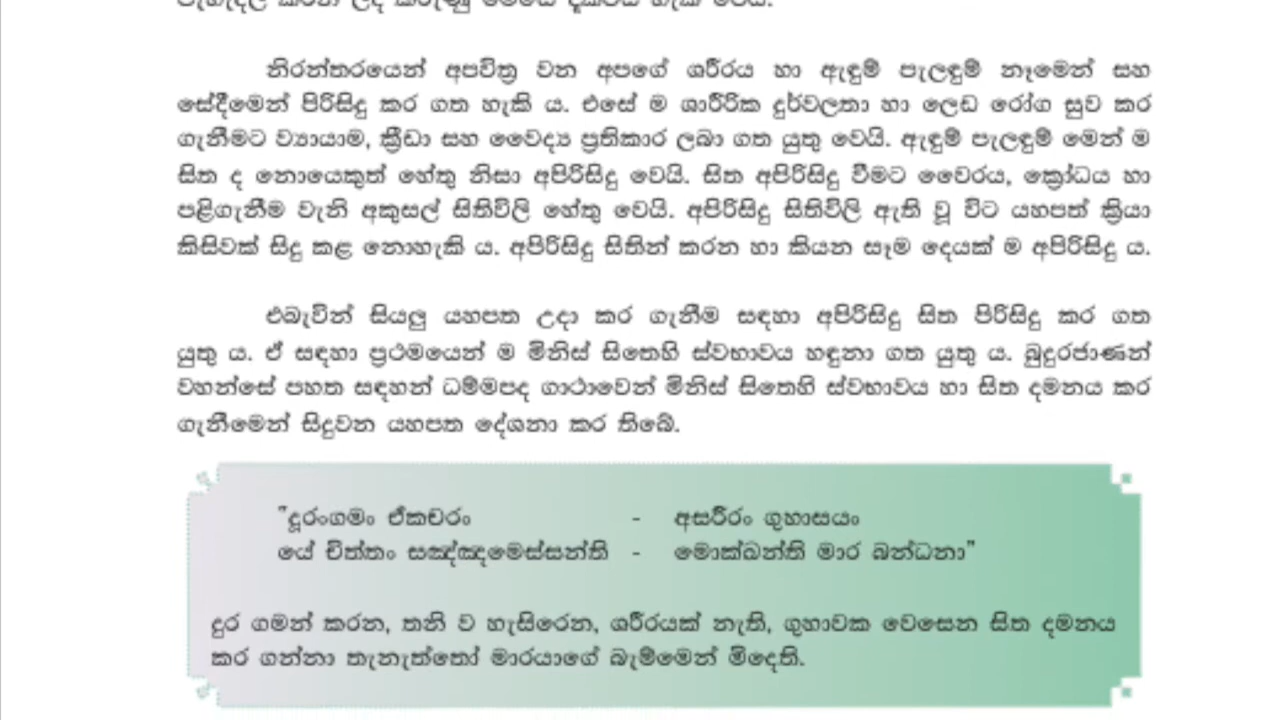 නිරන්තරයෙන් අපවිත්‍ර වන අපගේ ශරීරය හා ඇඳුම් පැලඳුම් නෑමෙන් සහ
සේදීමෙන් පිරිසිදු කර ගත හැකි ය. එසේ ම ශාරීරික දුර්වලතා හා ලෙඩ රෝග සුව කර
ගැනීමට ව්‍යායාම, ක්‍රීඩා සහ වෛද්‍ය ප්‍රතිකාර ලබා ගත යුතු වෙයි. ඇඳුම් පැලඳුම් මෙන් ම
සිත ද නොයෙකුත් හේතු නිසා අපිරිසිදු වෙයි. සිත අපිරිසිදු වීමට වෛරය, ක්‍රෝධය හා
පළිගැනීම වැනි අකුසල් සිතිවිලි හේතු වෙයි. අපිරිසිදු සිතිවිලි ඇති වූ විට යහපත් ක්‍රියා
කිසිවක් සිදු කළ නොහැකි ය. අපිරිසිදු සිතින් කරන හා කියන සෑම දෙයක් ම අපිරිසිදු ය.
එබැවින් සියලු යහපත උදා කර ගැනීම සඳහා අපිරිසිදු සිත පිරිසිදු කර ගත
යුතු ය. ඒ සඳහා ප්‍රථමයෙන් ම මිනිස් සිතෙහි ස්වභාවය හඳුනා ගත යුතු ය. බුදුරජාණන්
වහන්සේ පහත සඳහන් ධම්මපද ගාථාවෙන් මිනිස් සිතෙහි ස්වභාවය හා සිත දමනය කර
ගැනීමෙන් සිදුවන යහපත දේශනා කර තිබේ.
"දූරංගමං ඒකචරං - අසරීරං ගුහාසයං
යේ චිත්තං සඤ්ඤමෙස්සන්ති - මොක්ඛන්ති මාර බන්ධනා"
දුර ගමන් කරන, තනි ව හැසිරෙන, ශරීරයක් නැති, ගුහාවක වෙසෙන සිත දමනය
කර ගන්නා තැනැත්තෝ මාරයාගේ බැම්මෙන් මිදෙති.